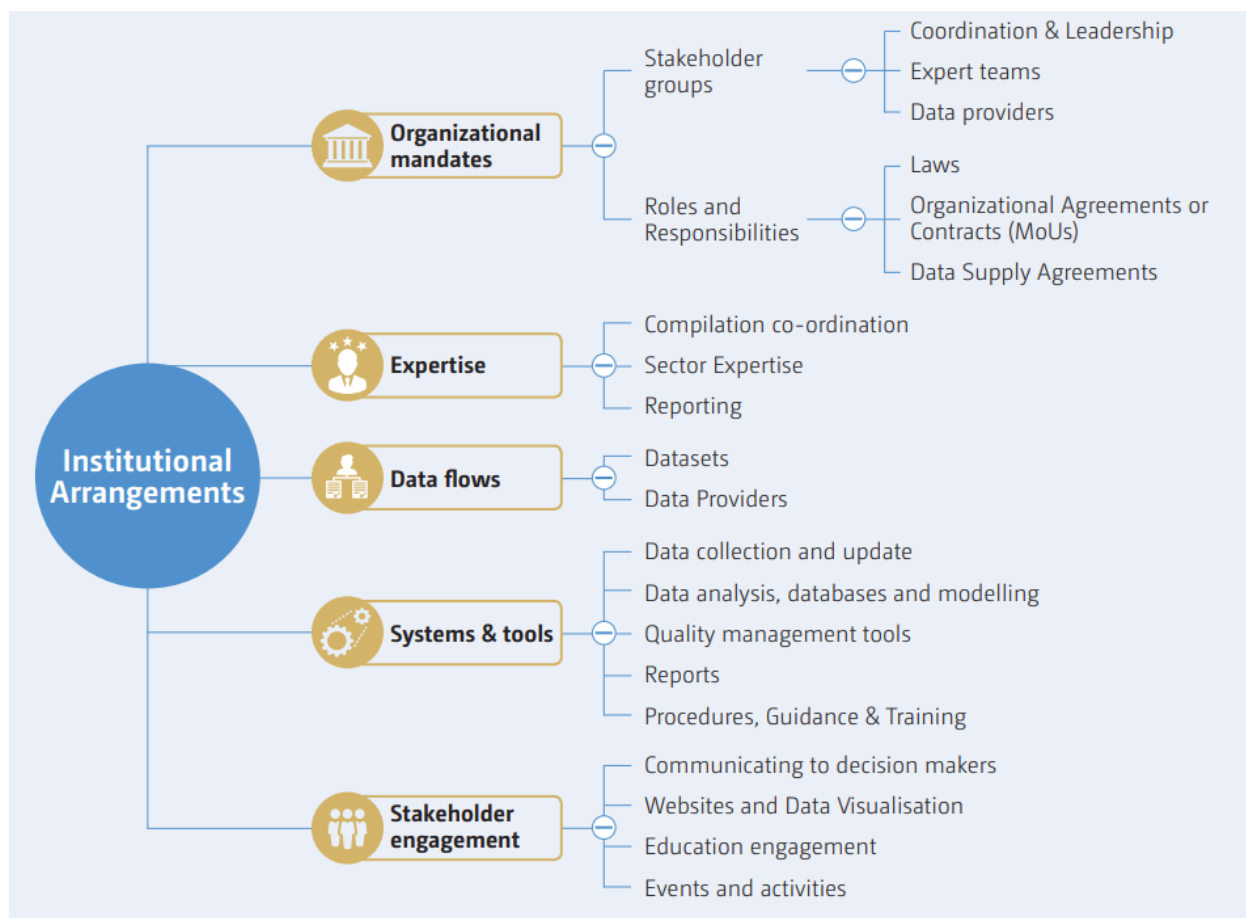 Institutional
Arrangements
Organizational
mandates
Stakeholder
groups
Coordination & Leadership
Expert teams
Data providers
Roles and
Responsibilities
Laws
Organizational Agreements or
Contracts (MoUs)
Data Supply Agreements
Expertise
Compilation co-ordination
Sector Expertise
Reporting
Data flows
Datasets
Data Providers
Systems & tools
Data collection and update
Data analysis, databases and modelling
Quality management tools
Reports
Procedures, Guidance & Training
Stakeholder
engagement
Communicating to decision makers
Websites and Data Visualisation
Education engagement
Events and activities